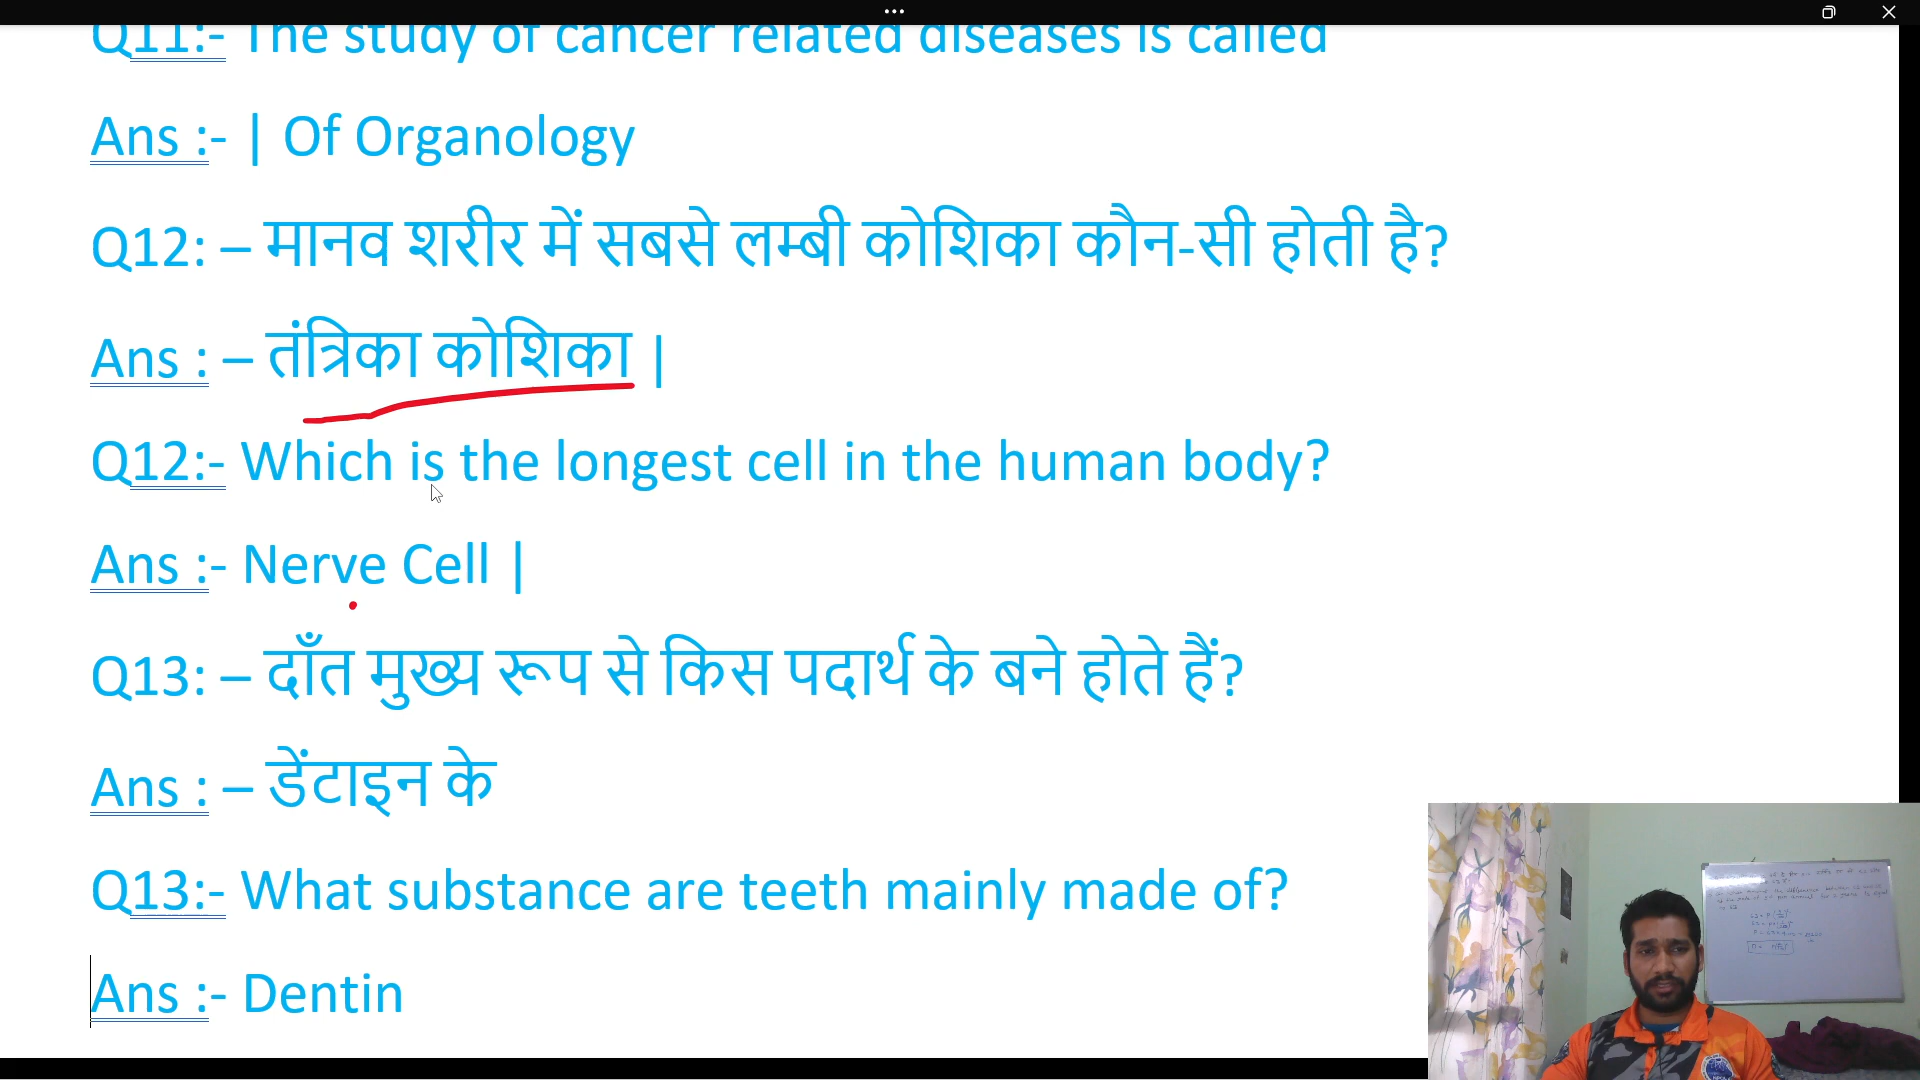 Q11:- The study of cancer related diseases is called
Ans :- | Of Organology
Q12: – मानव शरीर में सबसे लम्बी कोशिका कौन-सी होती है?
Ans : – तंत्रिका कोशिका |
Q12:- Which is the longest cell in the human body?
Ans :- Nerve Cell |
Q13: – दाँत मुख्य रूप से किस पदार्थ के बने होते हैं?
Ans : – डेंटाइन के
Q13:- What substance are teeth mainly made of?
Ans :- Dentin